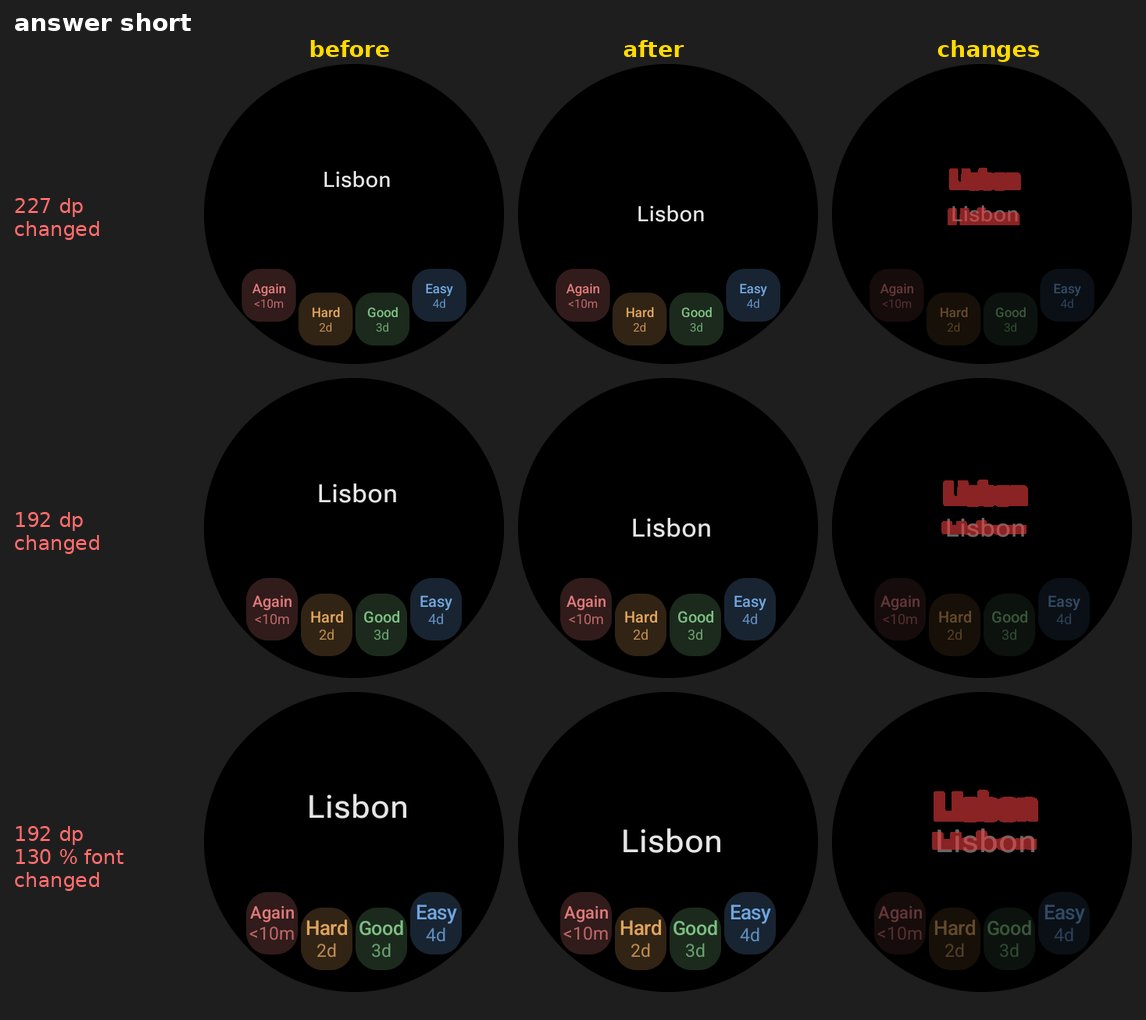 answer short
before after changes
227 dp
changed
Lisbon
Again
<10m
Hard
2d
Good
3d
Easy
4d
Lisbon
Again
<10m
Hard
2d
Good
3d
Easy
4d
Lisbon
Lisbon
Again
<10m
Hard
2d
Good
3d
Easy
4d
192 dp
changed
Lisbon
Again
<10m
Hard
2d
Good
3d
Easy
4d
Lisbon
Again
<10m
Hard
2d
Good
3d
Easy
4d
Lisbon
Lisbon
Again
<10m
Hard
2d
Good
3d
Easy
4d
192 dp
130 % font
changed
Lisbon
Again
<10m
Hard
2d
Good
3d
Easy
4d
Lisbon
Again
<10m
Hard
2d
Good
3d
Easy
4d
Lisbon
Lisbon
Again
<10m
Hard
2d
Good
3d
Easy
4d